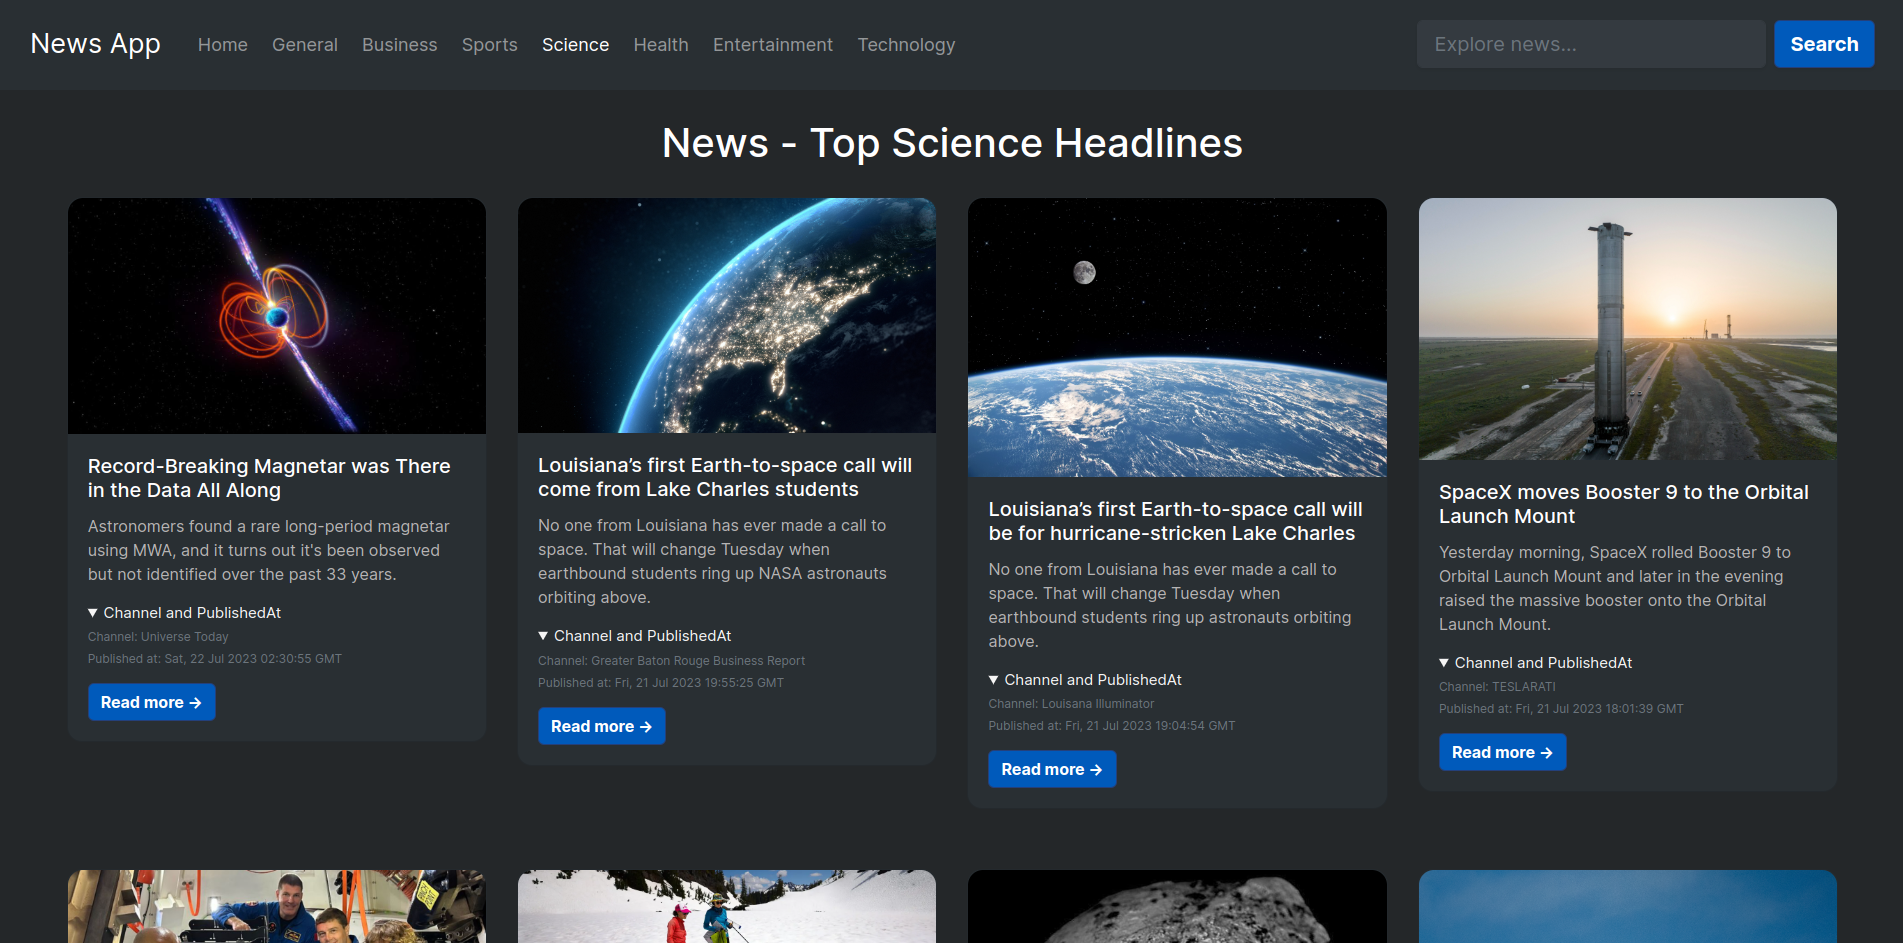 News App
Home
General
Business
Sports
Science
Health
Entertainment
Technology
Explore news...
Search
News - Top Science Headlines
Record-Breaking Magnetar was There
in the Data All Along
Astronomers found a rare long-period magnetar
using MWA, and it turns out it's been observed
but not identified over the past 33 years.
▼ Channel and PublishedAt
Channel: Universe Today
Published at: Sat, 22 Jul 2023 02:30:55 GMT
Read more →
Louisiana’s first Earth-to-space call will
come from Lake Charles students
No one from Louisiana has ever made a call to
space. That will change Tuesday when
earthbound students ring up NASA astronauts
orbiting above.
▼ Channel and PublishedAt
Channel: Greater Baton Rouge Business Report
Published at: Fri, 21 Jul 2023 19:55:25 GMT
Read more →
Louisiana’s first Earth-to-space call will
be for hurricane-stricken Lake Charles
No one from Louisiana has ever made a call to
space. That will change Tuesday when
earthbound students ring up astronauts orbiting
above.
▼ Channel and PublishedAt
Channel: Louisana Illuminator
Published at: Fri, 21 Jul 2023 19:04:54 GMT
Read more →
SpaceX moves Booster 9 to the Orbital
Launch Mount
Yesterday morning, SpaceX rolled Booster 9 to
Orbital Launch Mount and later in the evening
raised the massive booster onto the Orbital
Launch Mount.
▼ Channel and PublishedAt
Channel: TESLARATI
Published at: Fri, 21 Jul 2023 18:01:39 GMT
Read more →